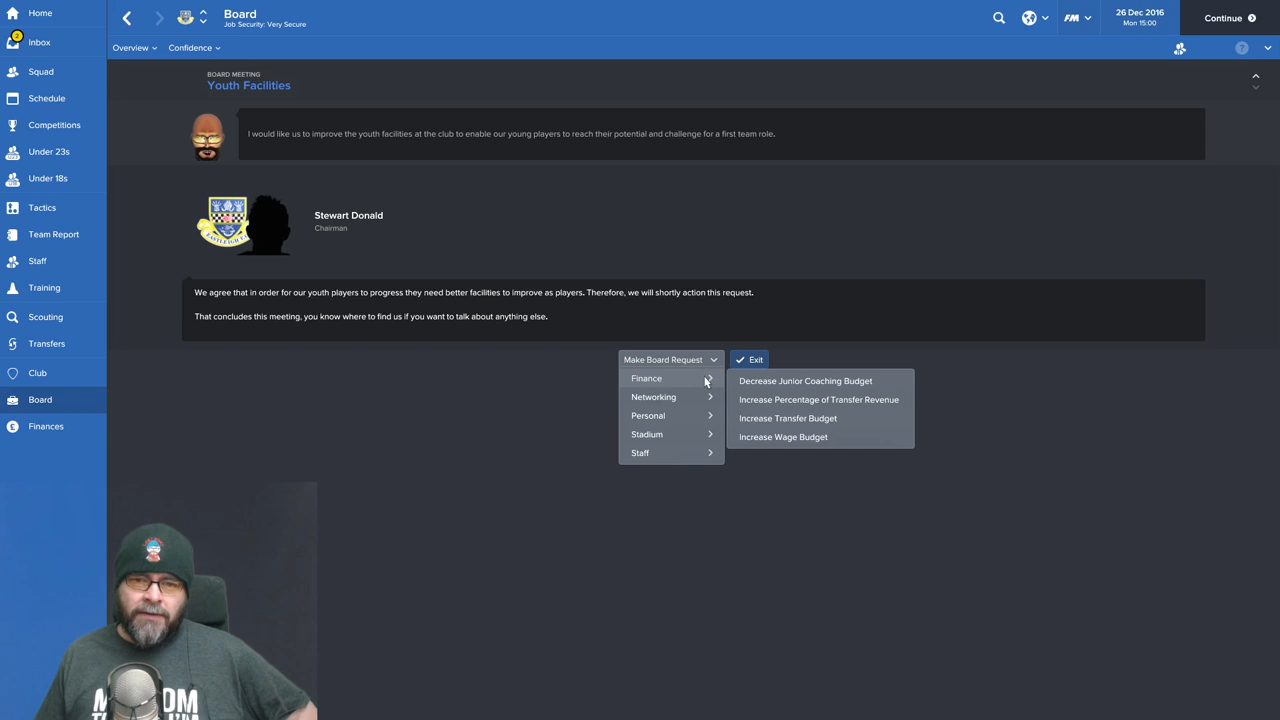 Home
2
Inbox
Squad
Schedule
Competitions
Under 23s
Under 18s
Tactics
Team Report
Staff
Training
Scouting
Transfers
Club
Board
Finances
Board
Job Security: Very Secure
FM
26 Dec 2016
Mon 15:00
Continue
Overview
Confidence
?
BOARD MEETING
Youth Facilities
I would like us to improve the youth facilities at the club to enable our young players to reach their potential and challenge for a first team role.
Stewart Donald
Chairman
We agree that in order for our youth players to progress they need better facilities to improve as players. Therefore, we will shortly action this request.
That concludes this meeting, you know where to find us if you want to talk about anything else.
Make Board Request
Exit
Finance
Networking
Personal
Stadium
Staff
Decrease Junior Coaching Budget
Increase Percentage of Transfer Revenue
Increase Transfer Budget
Increase Wage Budget